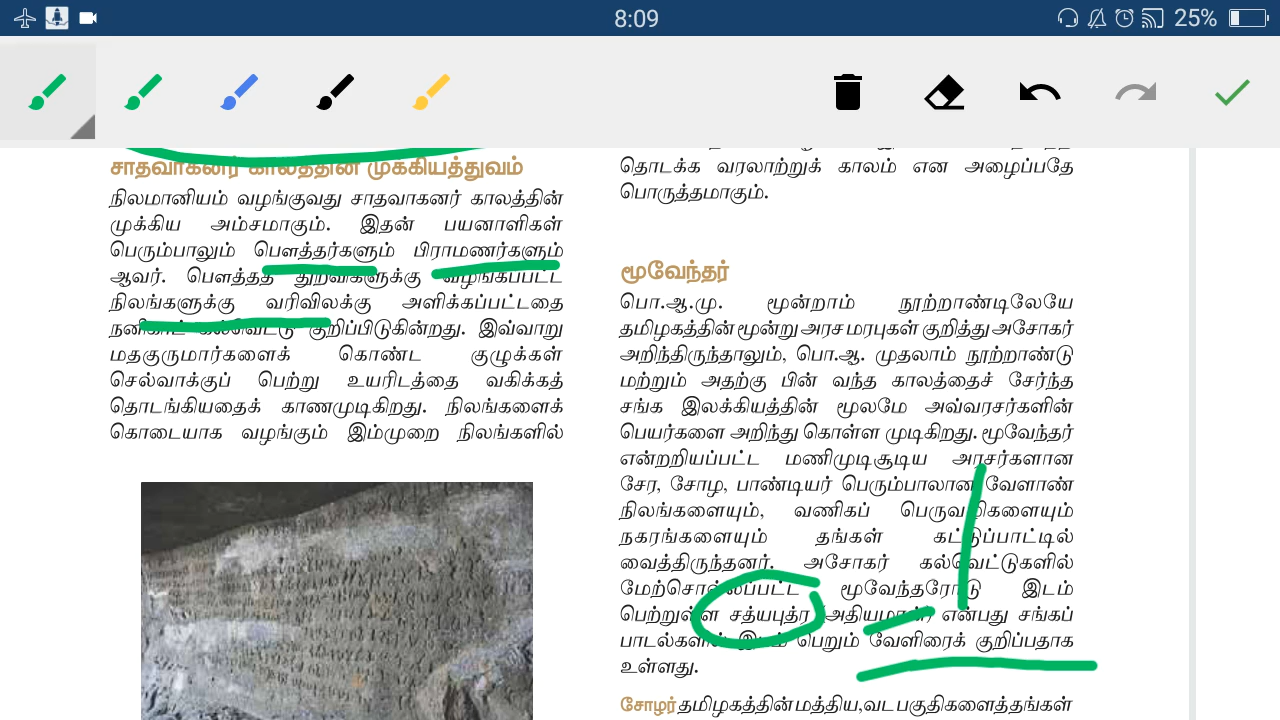 8:09
25%
சாதவாகனர் காலத்தின் முக்கியத்துவம்
நிலமானியம் வழங்குவது சாதவாகனர் காலத்தின்
முக்கிய அம்சமாகும். இதன் பயனாளிகள்
பெரும்பாலும் பௌத்தர்களும் பிராமணர்களும்
ஆவர். பௌத்தத் துறவிகளுக்கு வழங்கப்பட்ட
நிலங்களுக்கு வரிவிலக்கு அளிக்கப்பட்டதை
நனிகாட் கல்வெட்டு குறிப்பிடுகின்றது. இவ்வாறு
மதகுருமார்களைக் கொண்ட குழுக்கள்
செல்வாக்குப் பெற்று உயரிடத்தை வகிக்கத்
தொடங்கியதைக் காணமுடிகிறது. நிலங்களைக்
கொடையாக வழங்கும் இம்முறை நிலங்களில்
தொடக்க வரலாற்றுக் காலம் என அழைப்பதே
பொருத்தமாகும்.
மூவேந்தர்
பொ.ஆ.மு. மூன்றாம் நூற்றாண்டிலேயே
தமிழகத்தின் மூன்று அரச மரபுகள் குறித்து அசோகர்
அறிந்திருந்தாலும், பொ.ஆ. முதலாம் நூற்றாண்டு
மற்றும் அதற்கு பின் வந்த காலத்தைச் சேர்ந்த
சங்க இலக்கியத்தின் மூலமே அவ்வரசர்களின்
பெயர்களை அறிந்து கொள்ள முடிகிறது. மூவேந்தர்
என்றறியப்பட்ட மணிமுடிசூடிய அரசர்களான
சேர, சோழ, பாண்டியர் பெரும்பாலான வேளாண்
நிலங்களையும், வணிகப் பெருவழிகளையும்
நகரங்களையும் தங்கள் கட்டுப்பாட்டில்
வைத்திருந்தனர். அசோகர் கல்வெட்டுகளில்
மேற்சொல்லப்பட்ட மூவேந்தரோடு இடம்
பெற்றுள்ள சத்யபுத்ர (அதியமான்) என்பது சங்கப்
பாடல்களில் இடம் பெறும் வேளிரைக் குறிப்பதாக
உள்ளது.
சோழர் தமிழகத்தின் மத்திய, வட பகுதிகளைத் தங்கள்